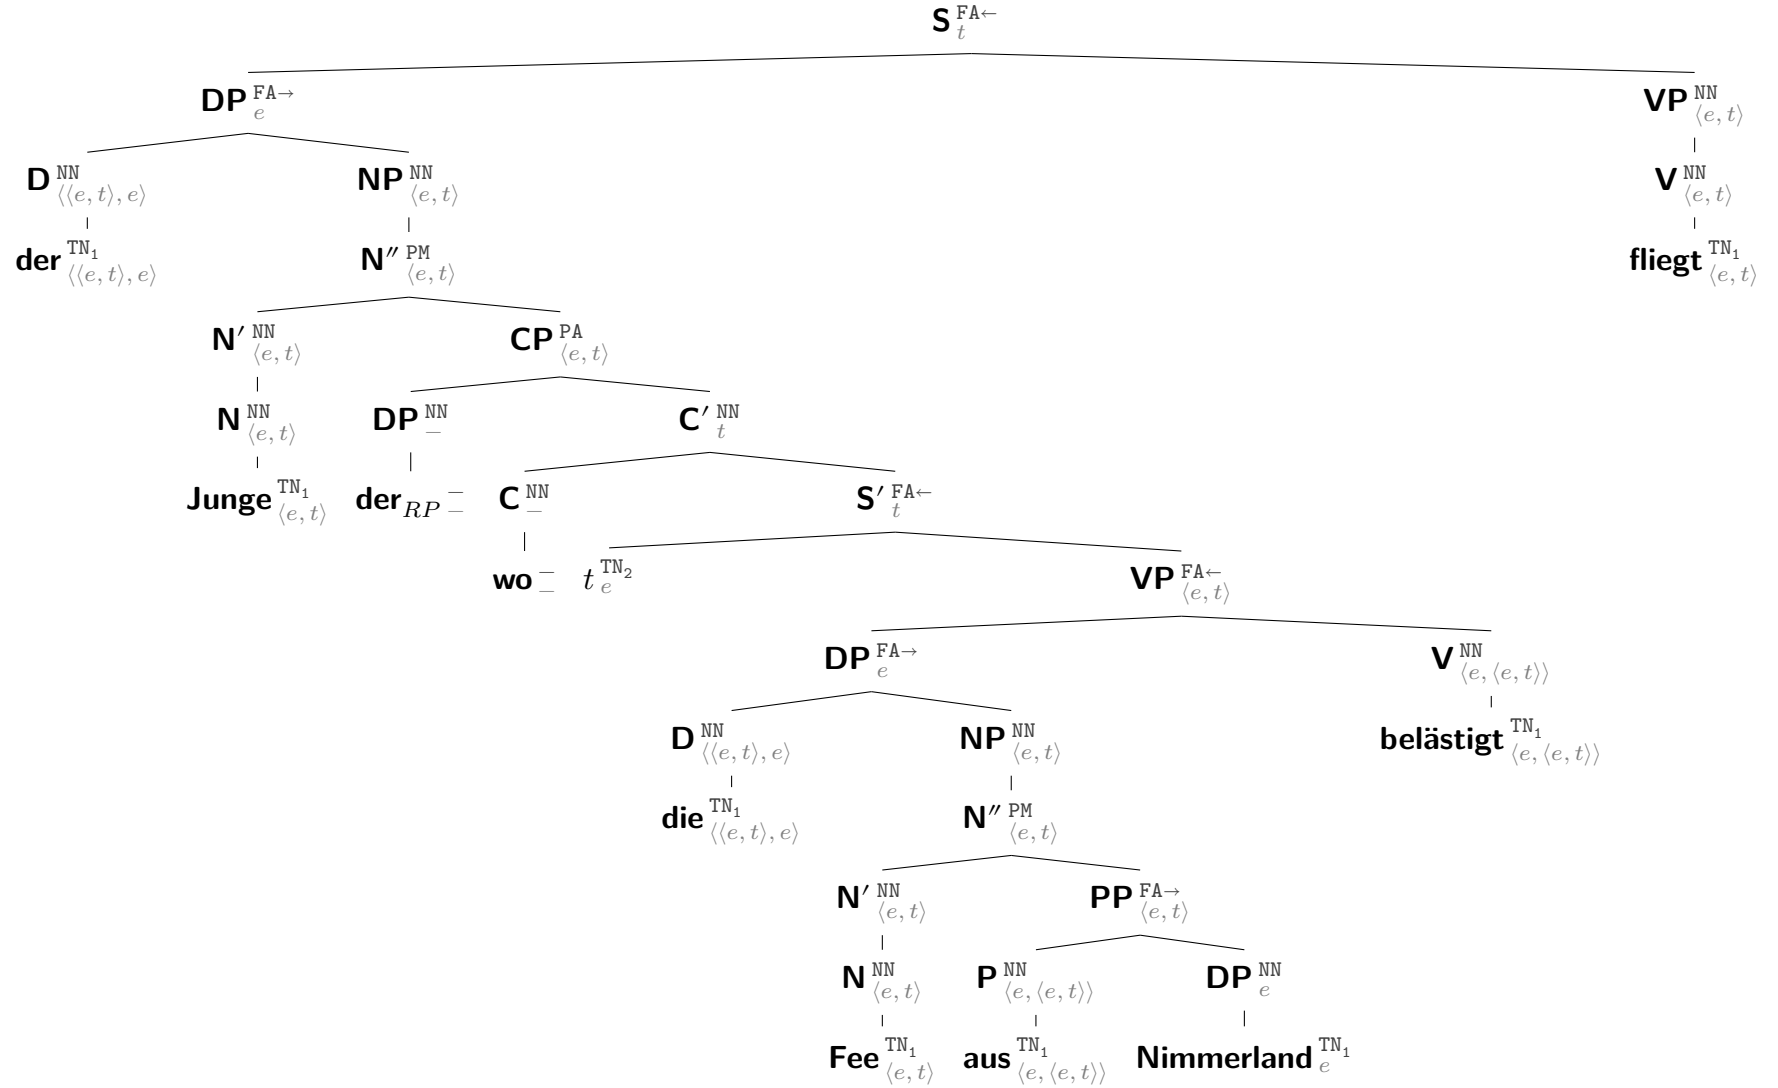 S FA← t
DP FA→ e VP NN ⟨e, t⟩
D NN ⟨⟨e, t⟩, e⟩ NP NN ⟨e, t⟩ V NN ⟨e, t⟩
der TN₁ ⟨⟨e, t⟩, e⟩ N″ PM ⟨e, t⟩ fliegt TN₁ ⟨e, t⟩
N′ NN ⟨e, t⟩ CP PA ⟨e, t⟩
N NN ⟨e, t⟩ DP NN – C′ NN t
Junge TN₁ ⟨e, t⟩ der RP – – C NN – S′ FA← t
wo – – t TN₂ e VP FA← ⟨e, t⟩
DP FA→ e V NN ⟨e, ⟨e, t⟩⟩
D NN ⟨⟨e, t⟩, e⟩ NP NN ⟨e, t⟩ belästigt TN₁ ⟨e, ⟨e, t⟩⟩
die TN₁ ⟨⟨e, t⟩, e⟩ N″ PM ⟨e, t⟩
N′ NN ⟨e, t⟩ PP FA→ ⟨e, t⟩
N NN ⟨e, t⟩ P NN ⟨e, ⟨e, t⟩⟩ DP NN e
Fee TN₁ ⟨e, t⟩ aus TN₁ ⟨e, ⟨e, t⟩⟩ Nimmerland TN₁ e